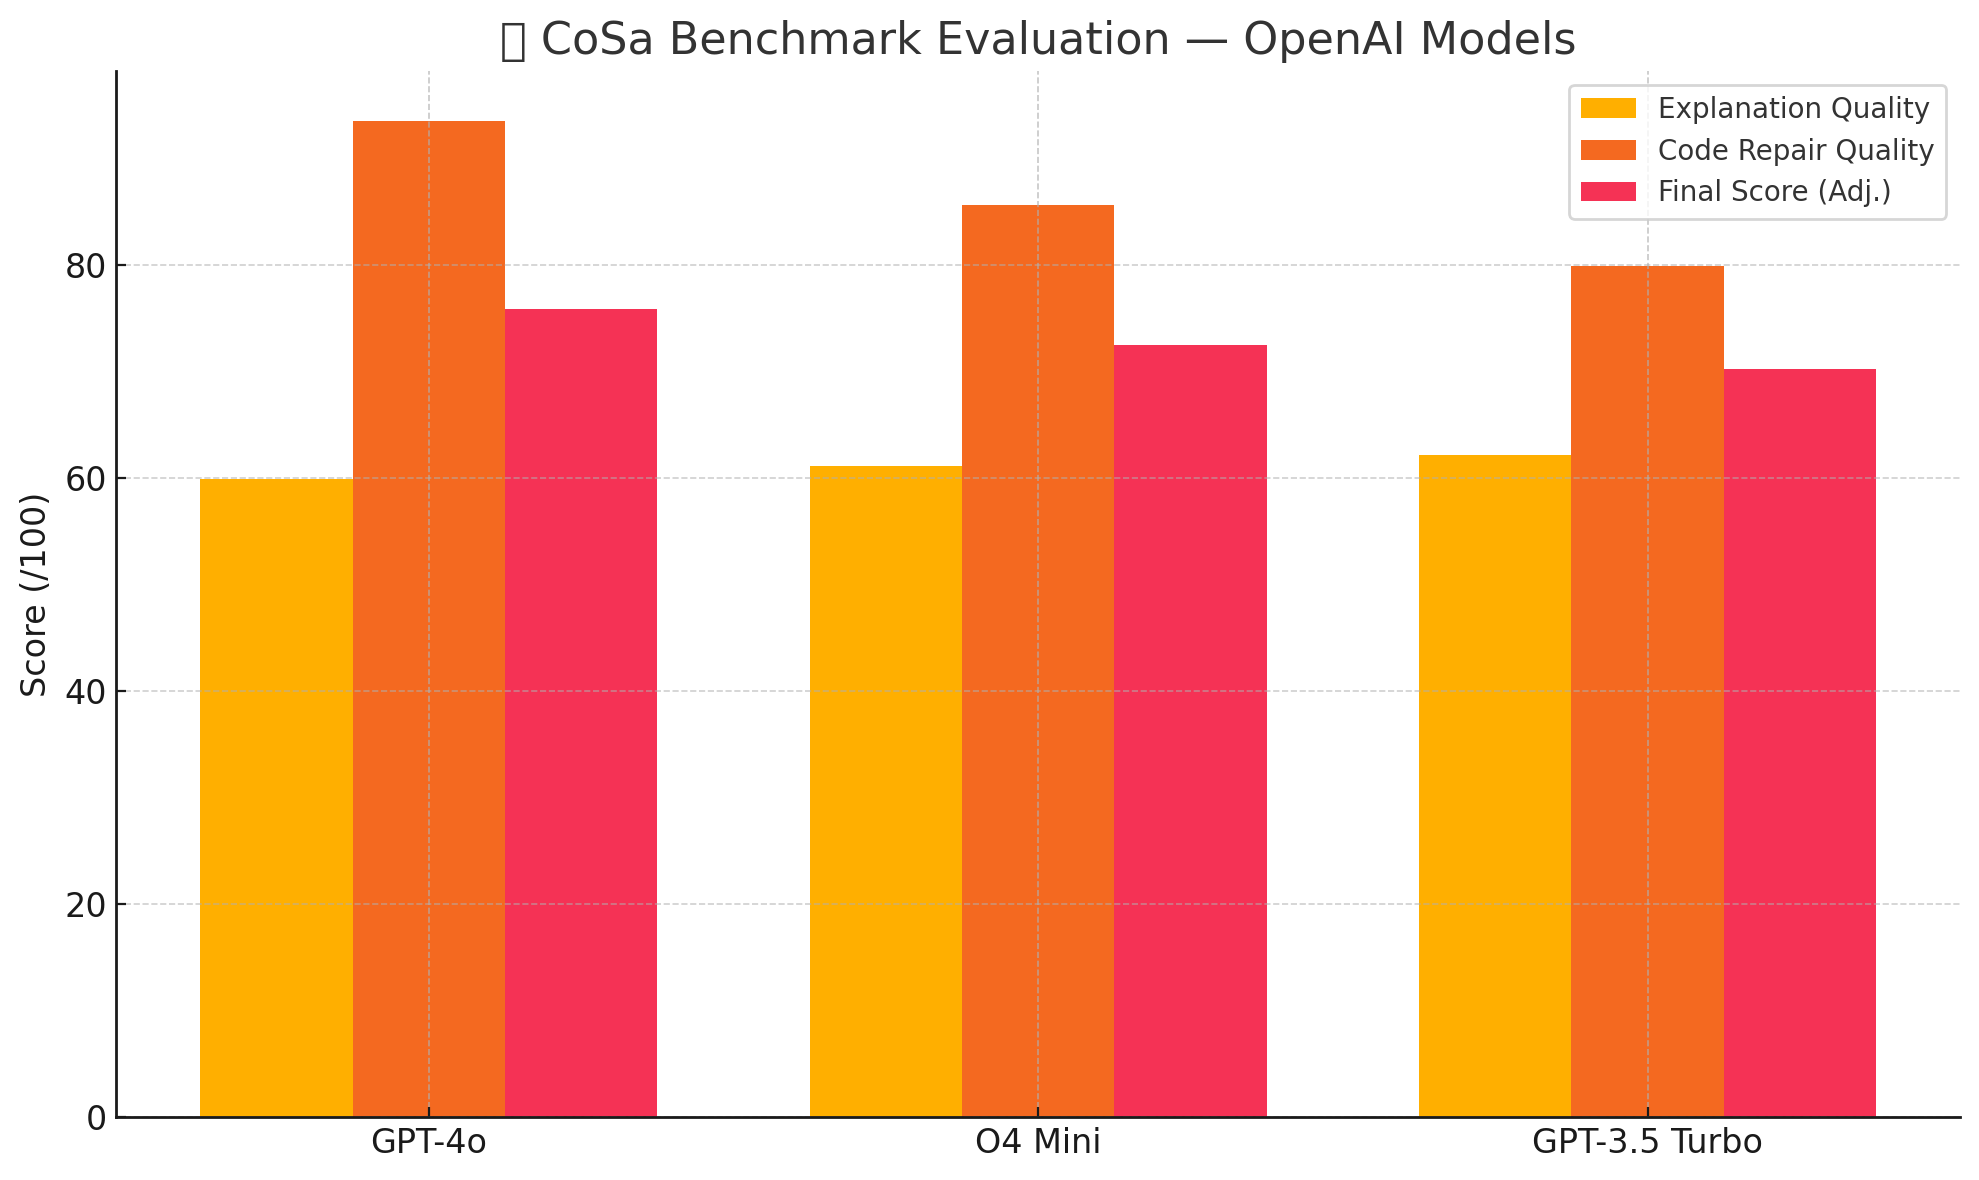 ▯ CoSa Benchmark Evaluation — OpenAI Models
Explanation Quality
Code Repair Quality
Final Score (Adj.)
Score (/100)
80
60
40
20
0
GPT-4o
O4 Mini
GPT-3.5 Turbo